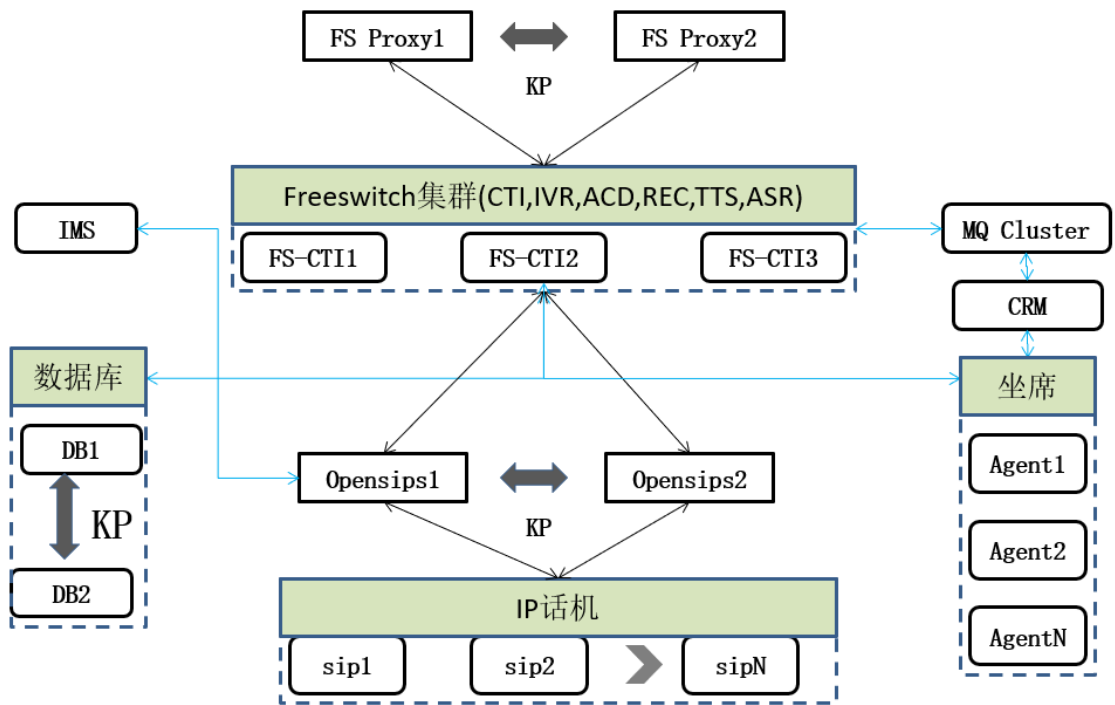 FS Proxy1
FS Proxy2
KP
Freeswitch集群(CTI,IVR,ACD,REC,TTS,ASR)
IMS
FS-CTI1
FS-CTI2
FS-CTI3
MQ Cluster
CRM
数据库
坐席
DB1
KP
DB2
Opensips1
Opensips2
KP
Agent1
Agent2
AgentN
IP话机
sip1
sip2
sipN